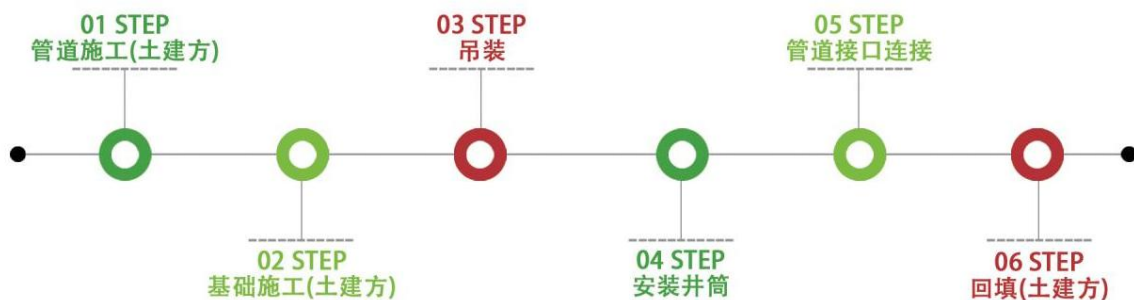 01 STEP
管道施工(土建方)
02 STEP
基础施工(土建方)
03 STEP
吊装
04 STEP
安装井筒
05 STEP
管道接口连接
06 STEP
回填(土建方)